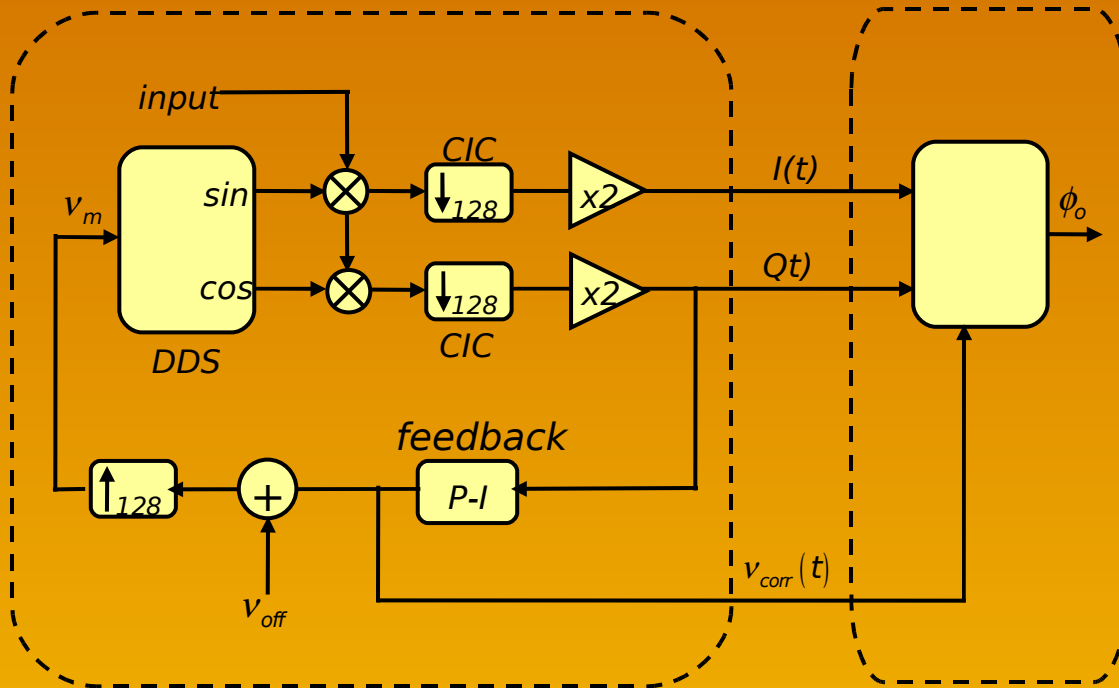 input
CIC
I(t)
sin
↓128
x2
ν_m
ϕ_o
Qt)
cos
↓128
x2
CIC
DDS
feedback
↑128
+
P-I
ν_corr(t)
ν_off